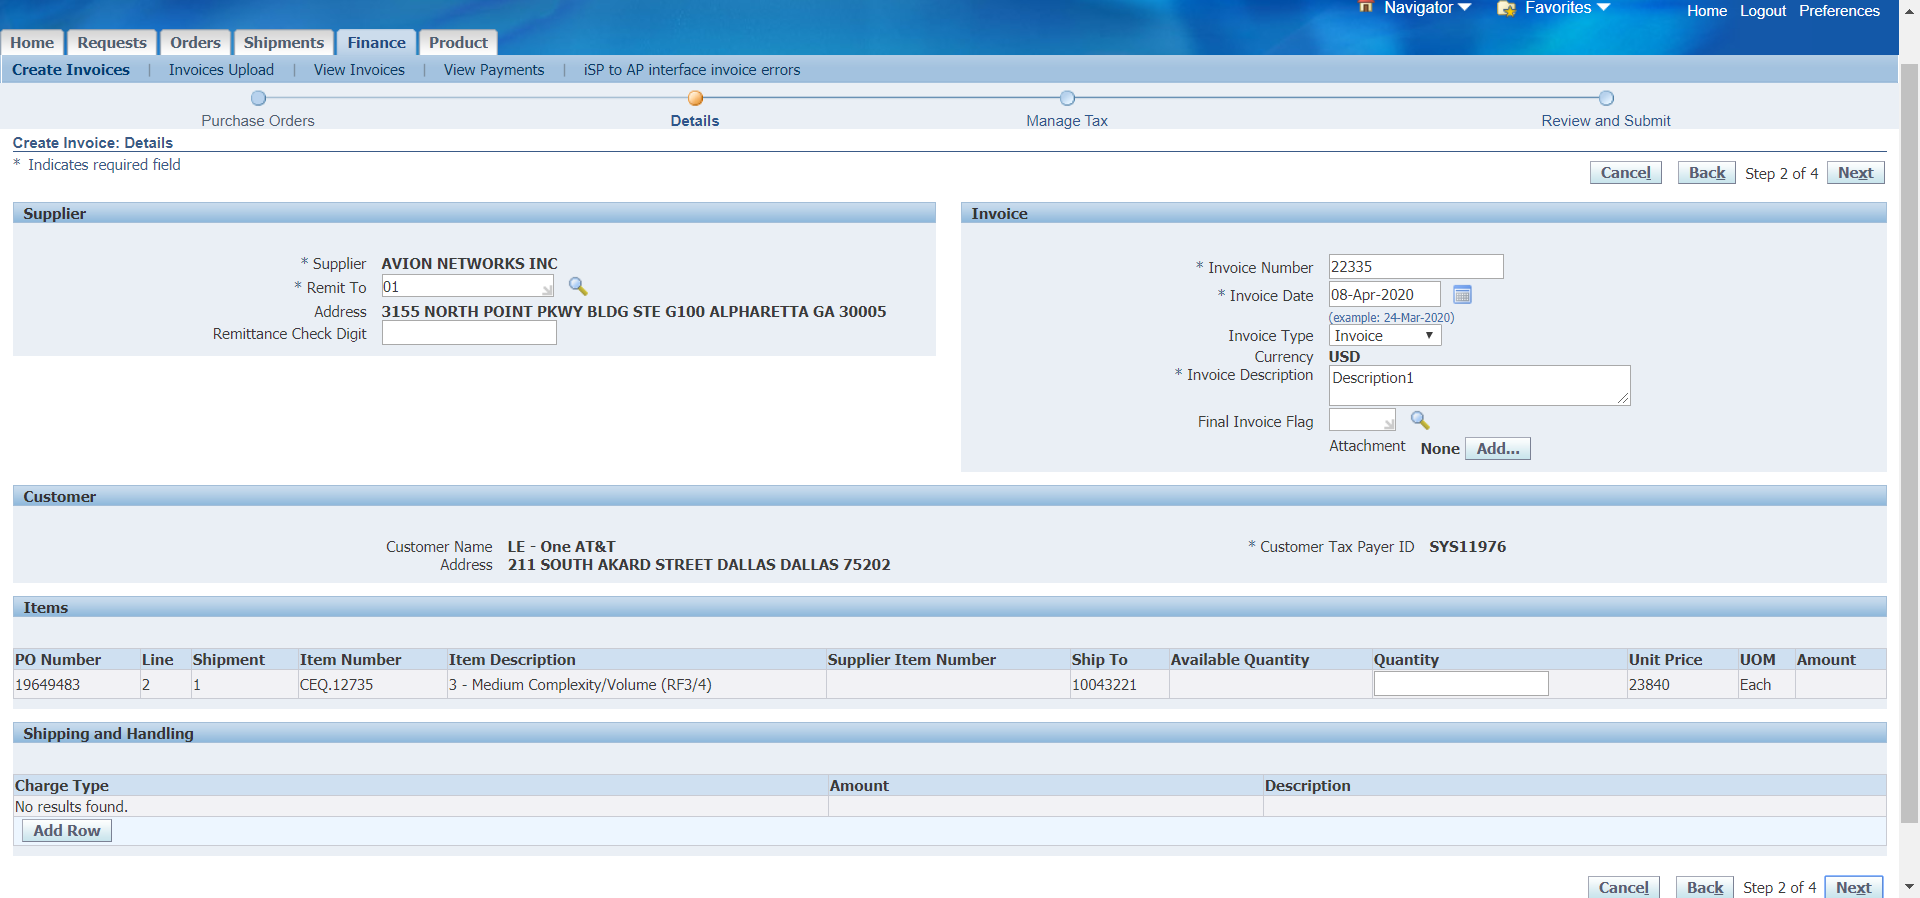 Navigator Favorites Home Logout Preferences
Home Requests Orders Shipments Finance Product
Create Invoices | Invoices Upload | View Invoices | View Payments | iSP to AP interface invoice errors
Purchase Orders Details Manage Tax Review and Submit
Create Invoice: Details
* Indicates required field
Cancel Back Step 2 of 4 Next
Supplier
* Supplier AVION NETWORKS INC
* Remit To 01
Address 3155 NORTH POINT PKWY BLDG STE G100 ALPHARETTA GA 30005
Remittance Check Digit
Invoice
* Invoice Number 22335
* Invoice Date 08-Apr-2020
(example: 24-Mar-2020)
Invoice Type Invoice
Currency USD
* Invoice Description Description1
Final Invoice Flag
Attachment None Add...
Customer
Customer Name LE - One AT&T
Address 211 SOUTH AKARD STREET DALLAS DALLAS 75202
* Customer Tax Payer ID SYS11976
Items
PO Number Line Shipment Item Number Item Description Supplier Item Number Ship To Available Quantity Quantity Unit Price UOM Amount
19649483 2 1 CEQ.12735 3 - Medium Complexity/Volume (RF3/4) 10043221 23840 Each
Shipping and Handling
Charge Type Amount Description
No results found.
Add Row
Cancel Back Step 2 of 4 Next